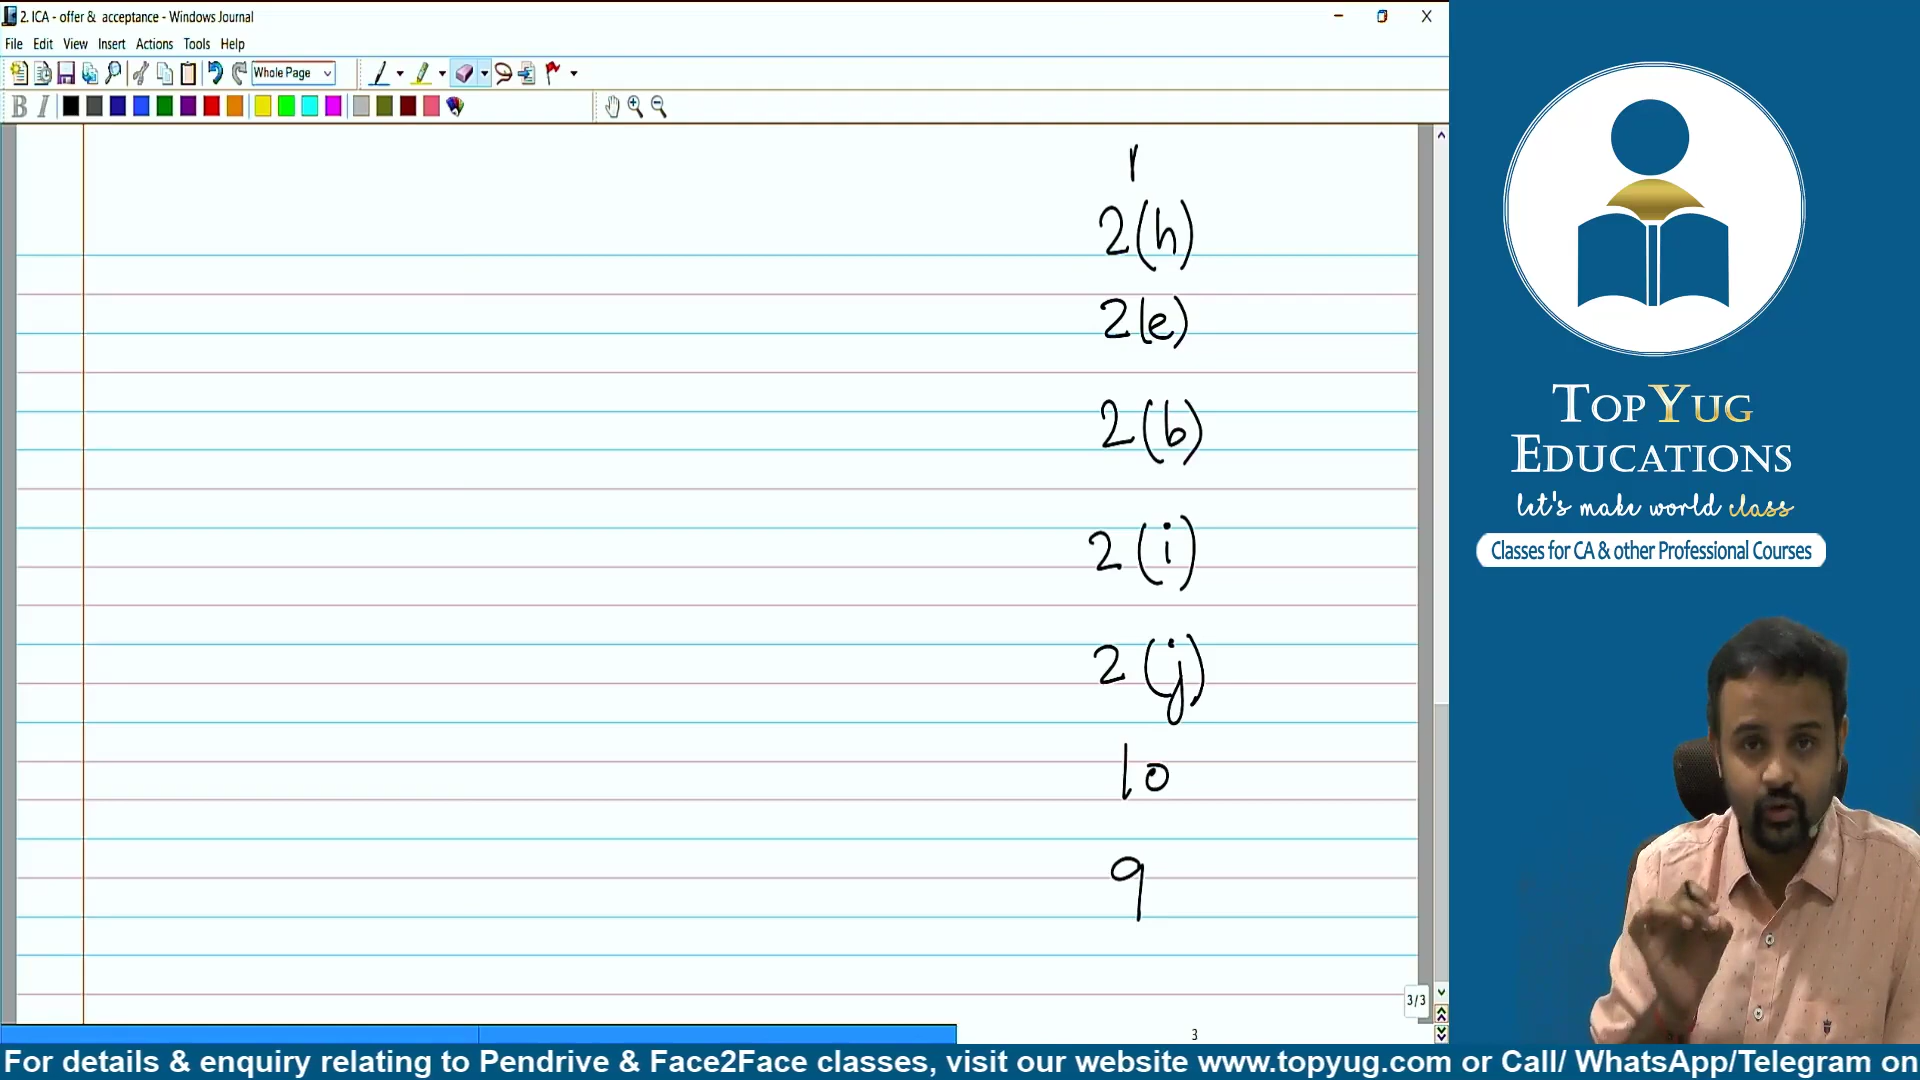 2. ICA - offer & acceptance - Windows Journal
File Edit View Insert Actions Tools Help
Whole Page
B I
1
2(h)
2(e)
2(b)
2(i)
2(j)
10
9
3/3
3
TOPYUG
EDUCATIONS
let's make world class
Classes for CA & other Professional Courses
For details & enquiry relating to Pendrive & Face2Face classes, visit our website www.topyug.com or Call/ WhatsApp/Telegram on